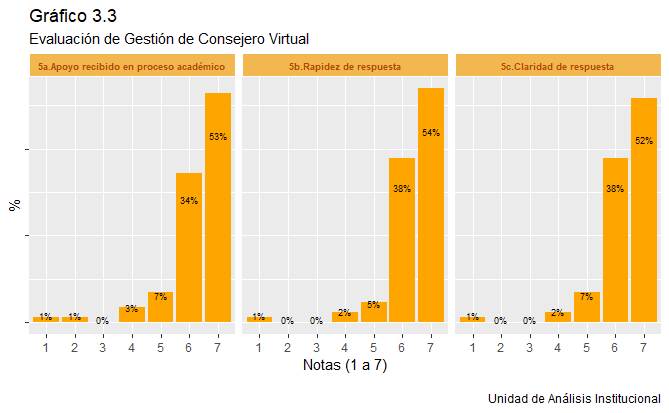 Gráfico 3.3
Evaluación de Gestión de Consejero Virtual
5a.Apoyo recibido en proceso académico
5b.Rapidez de respuesta
5c.Claridad de respuesta
%
1% 1% 0% 3% 7% 34% 53%
1% 0% 0% 2% 5% 38% 54%
1% 0% 0% 2% 7% 38% 52%
1 2 3 4 5 6 7
1 2 3 4 5 6 7
1 2 3 4 5 6 7
Notas (1 a 7)
Unidad de Análisis Institucional